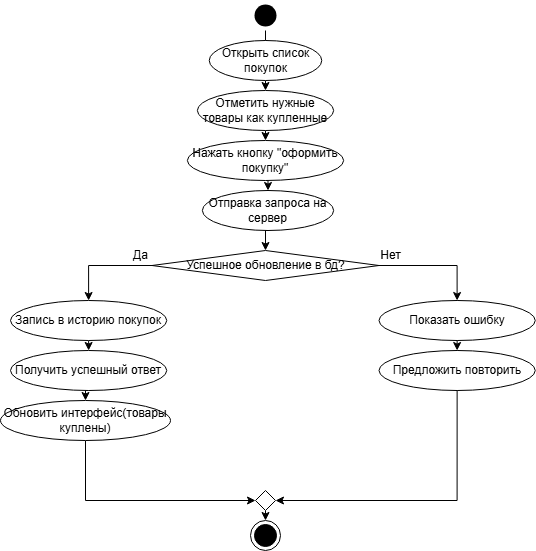 Открыть список
покупок
Отметить нужные
товары как купленные
Нажать кнопку "оформить
покупку"
Отправка запроса на
сервер
Да
Успешное обновление в бд?
Нет
Запись в историю покупок
Показать ошибку
Получить успешный ответ
Предложить повторить
Обновить интерфейс(товары
куплены)